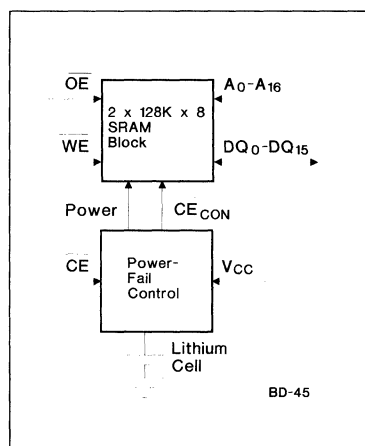 OE
A0-A16
2 x 128K x 8
SRAM
Block
WE
DQ0-DQ15
Power
CECON
CE
Power-
Fail
Control
VCC
Lithium
Cell
BD-45